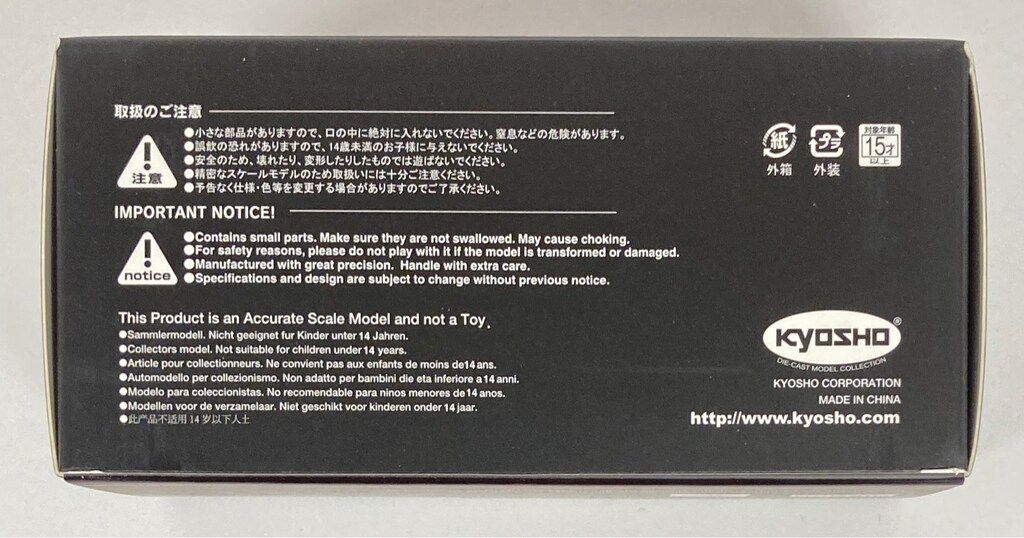 取扱のご注意
注意
●小さな部品がありますので、口の中に絶対に入れないでください。窒息などの危険があります。
●誤飲の恐れがありますので、14歳未満のお子様に与えないでください。
●安全のため、壊れたり、変形したりしたものでは遊ばないでください。
●精密なスケールモデルのため取扱いには十分ご注意ください。
●予告なく仕様・色等を変更する場合がありますのでご了承ください。
紙
外箱
プラ
外装
対象年齢
15才
以上
IMPORTANT NOTICE!
notice
●Contains small parts. Make sure they are not swallowed. May cause choking.
●For safety reasons, please do not play with it if the model is transformed or damaged.
●Manufactured with great precision. Handle with extra care.
●Specifications and design are subject to change without previous notice.
This Product is an Accurate Scale Model and not a Toy.
●Sammlermodell. Nicht geeignet fur Kinder unter 14 Jahren.
●Collectors model. Not suitable for children under 14 years.
●Article pour collectionneurs. Ne convient pas aux enfants de moins de14 ans.
●Automodello per collezionismo. Non adatto per bambini die eta inferiore a 14 anni.
●Modelo para coleccionistas. No recomendable para ninos menores de14 anos.
●Modellen voor de verzamelaar. Niet geschikt voor kinderen onder 14 jaar.
●此产品不适用 14 岁以下人士
KYOSHO®
DIE-CAST MODEL COLLECTION
KYOSHO CORPORATION
MADE IN CHINA
http://www.kyosho.com